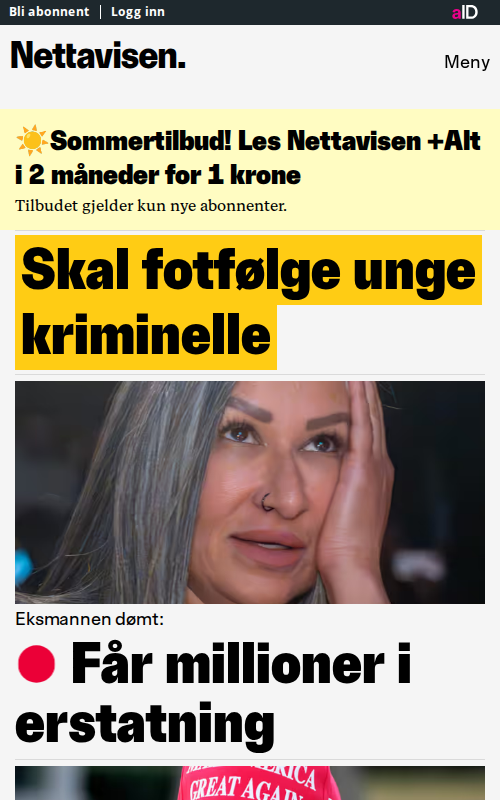 Bli abonnent | Logg inn
aID
Nettavisen.
Meny
☀️Sommertilbud! Les Nettavisen +Alt
i 2 måneder for 1 krone
Tilbudet gjelder kun nye abonnenter.
Skal fotfølge unge
kriminelle
Eksmannen dømt:
🔴 Får millioner i
erstatning
GREAT AGAIN